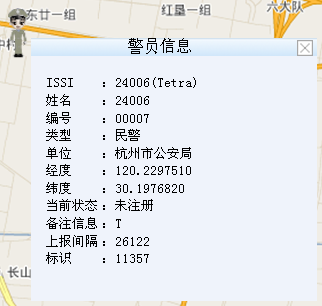 东廿一组
红垦一组
六大队
中村
警员信息
ISSI : 24006(Tetra)
姓名 : 24006
编号 : 00007
类型 : 民警
单位 : 杭州市公安局
经度 : 120.2297510
纬度 : 30.1976820
当前状态 : 未注册
备注信息 : T
上报间隔 : 26122
标识 : 11357
长山